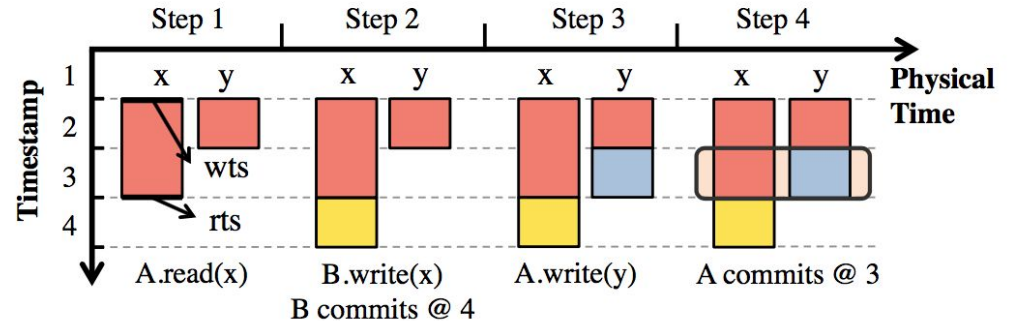 Step 1 Step 2 Step 3 Step 4
Timestamp
1 x y x y x y x y Physical
Time
2
3 wts
4 rts
A.read(x) B.write(x) A.write(y) A commits @ 3
B commits @ 4